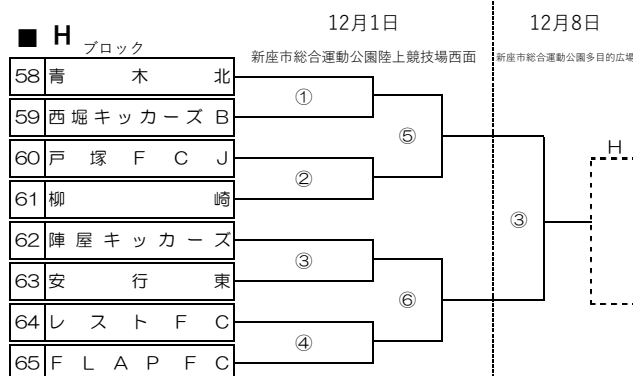 ■ H ブロック
12月1日
12月8日
新座市総合運動公園陸上競技場西面
新座市総合運動公園多目的広場
58 青木北
①
59 西堀キッカーズB
⑤
60 戸塚FCJ
②
H
61 柳崎
③
62 陣屋キッカーズ
③
63 安行東
⑥
64 レストFC
④
65 FLAPFC